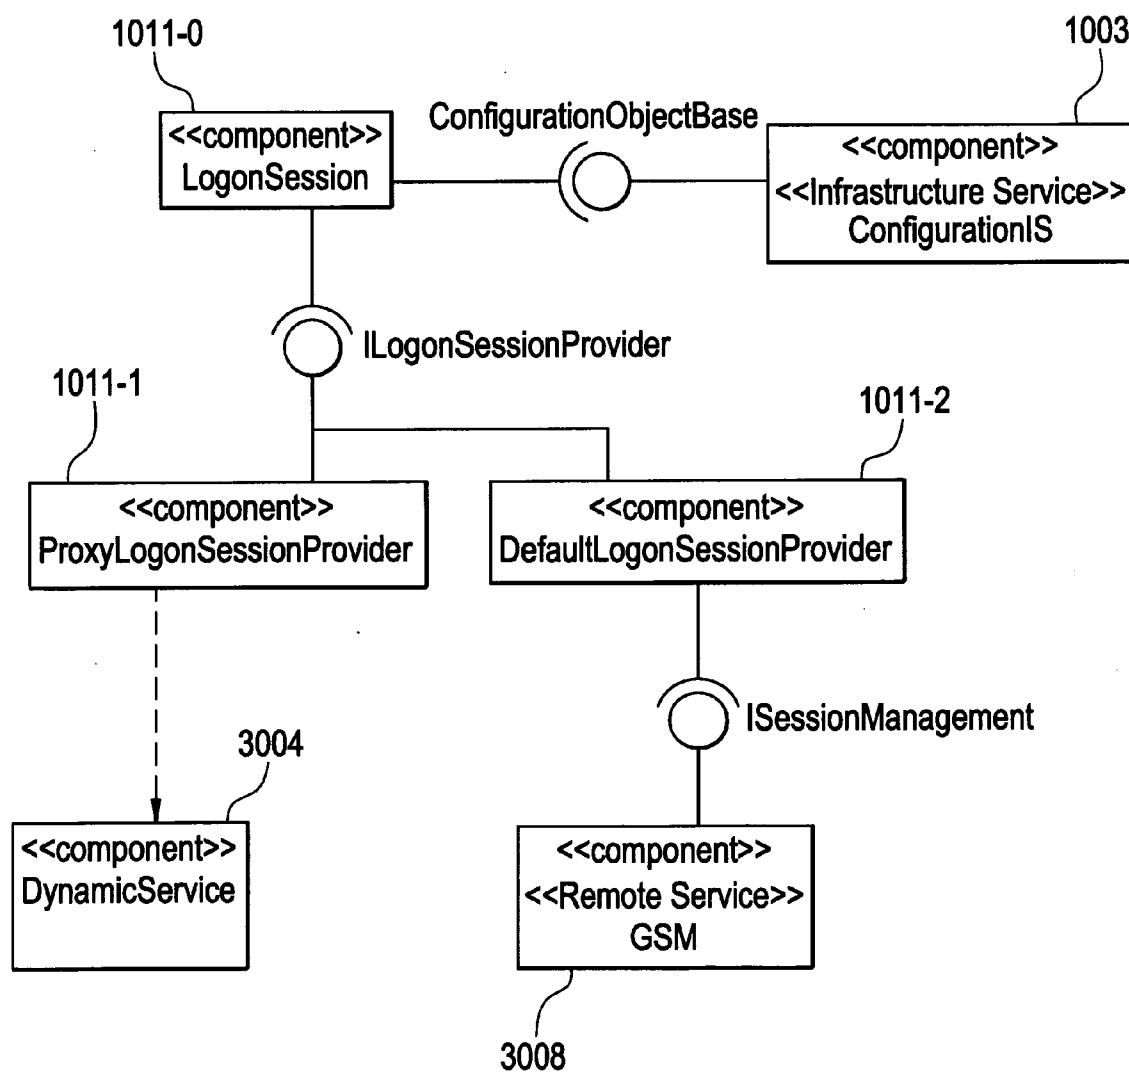 1011-0
1003
ConfigurationObjectBase
<<component>>
LogonSession
<<component>>
<<Infrastructure Service>>
ConfigurationIS
ILogonSessionProvider
1011-1
1011-2
<<component>>
ProxyLogonSessionProvider
<<component>>
DefaultLogonSessionProvider
ISessionManagement
3004
<<component>>
DynamicService
<<component>>
<<Remote Service>>
GSM
3008